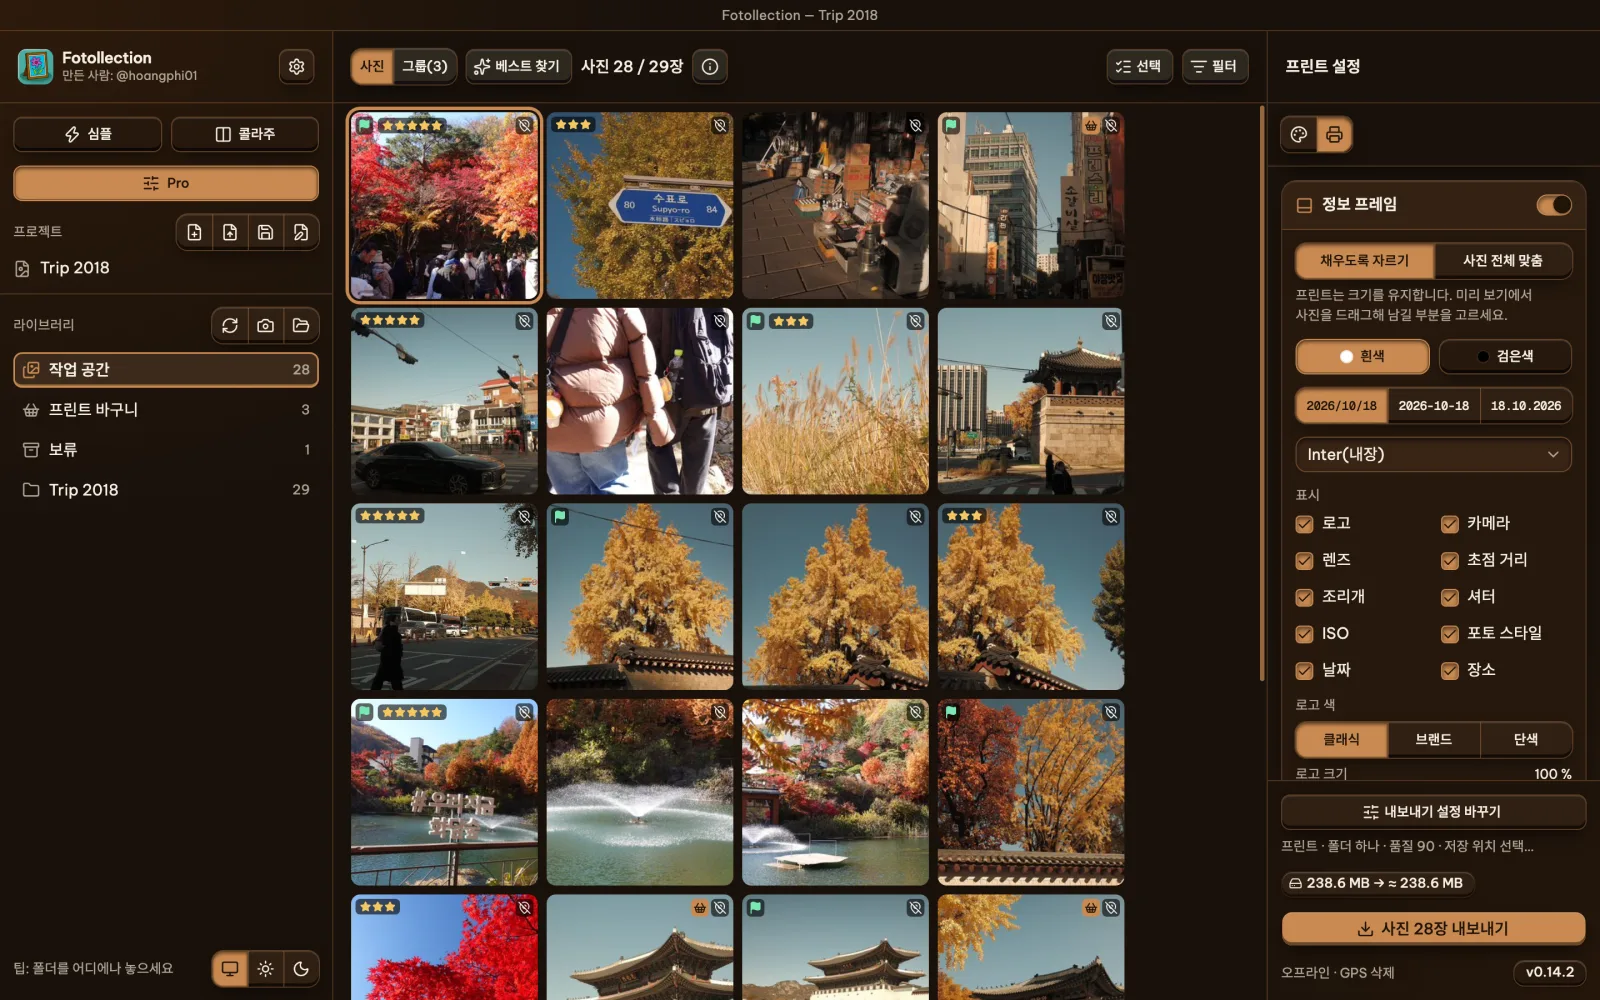 Fotollection — Trip 2018
Fotollection
만든 사람: @hoangphi01
심플
콜라주
Pro
프로젝트
Trip 2018
라이브러리
작업 공간 28
프린트 바구니 3
보류 1
Trip 2018 29
팁: 폴더를 어디에나 놓으세요
사진
그룹(3)
베스트 찾기
사진 28 / 29장
선택
필터
80 수표로 84
Supyo-ro
프린트 설정
정보 프레임
채우도록 자르기
사진 전체 맞춤
프린트는 크기를 유지합니다. 미리 보기에서
사진을 드래그해 남길 부분을 고르세요.
흰색
검은색
2026/10/18
2026-10-18
18.10.2026
Inter(내장)
표시
로고
카메라
렌즈
초점 거리
조리개
셔터
ISO
포토 스타일
날짜
장소
로고 색
클래식
브랜드
단색
로고 크기 100 %
내보내기 설정 바꾸기
프린트 · 폴더 하나 · 품질 90 · 저장 위치 선택...
238.6 MB → ≈ 238.6 MB
사진 28장 내보내기
오프라인 · GPS 삭제
v0.14.2